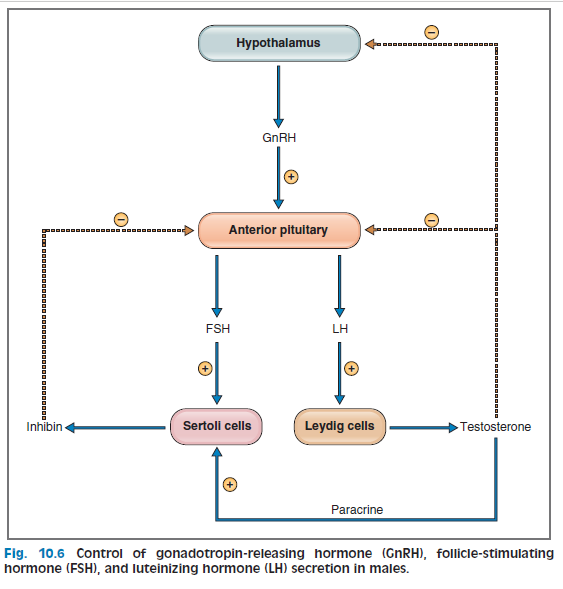 Hypothalamus
−
GnRH
+
−
−
Anterior pituitary
FSH
LH
+
+
Inhibin
Sertoli cells
Leydig cells
Testosterone
+
Paracrine
Fig. 10.6 Control of gonadotropin-releasing hormone (GnRH), follicle-stimulating
hormone (FSH), and luteinizing hormone (LH) secretion in males.